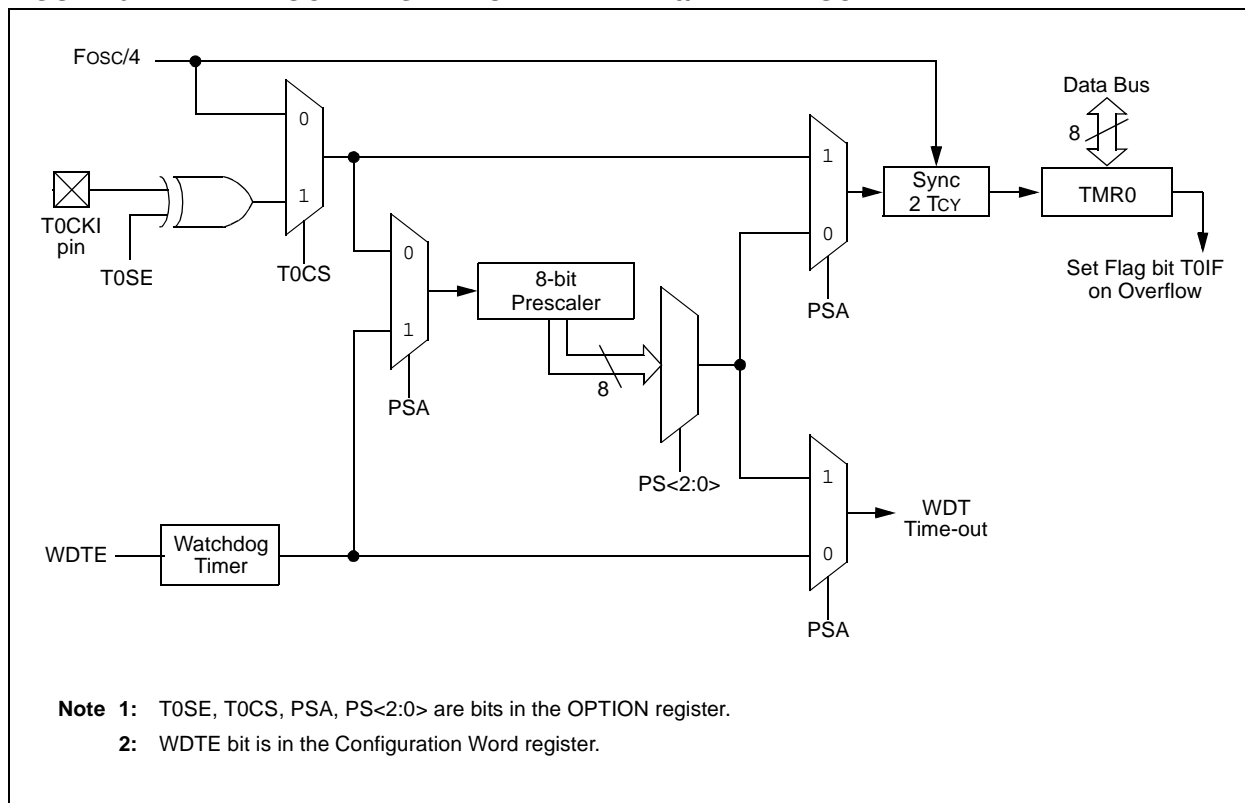 FOSC/4
Data Bus
8
0
1
T0CKI
pin
T0SE
T0CS
1
0
PSA
Sync
2 TCY
TMR0
Set Flag bit T0IF
on Overflow
0
1
PSA
8-bit
Prescaler
8
PS<2:0>
WDTE
Watchdog
Timer
1
0
PSA
WDT
Time-out
Note 1: T0SE, T0CS, PSA, PS<2:0> are bits in the OPTION register.
2: WDTE bit is in the Configuration Word register.